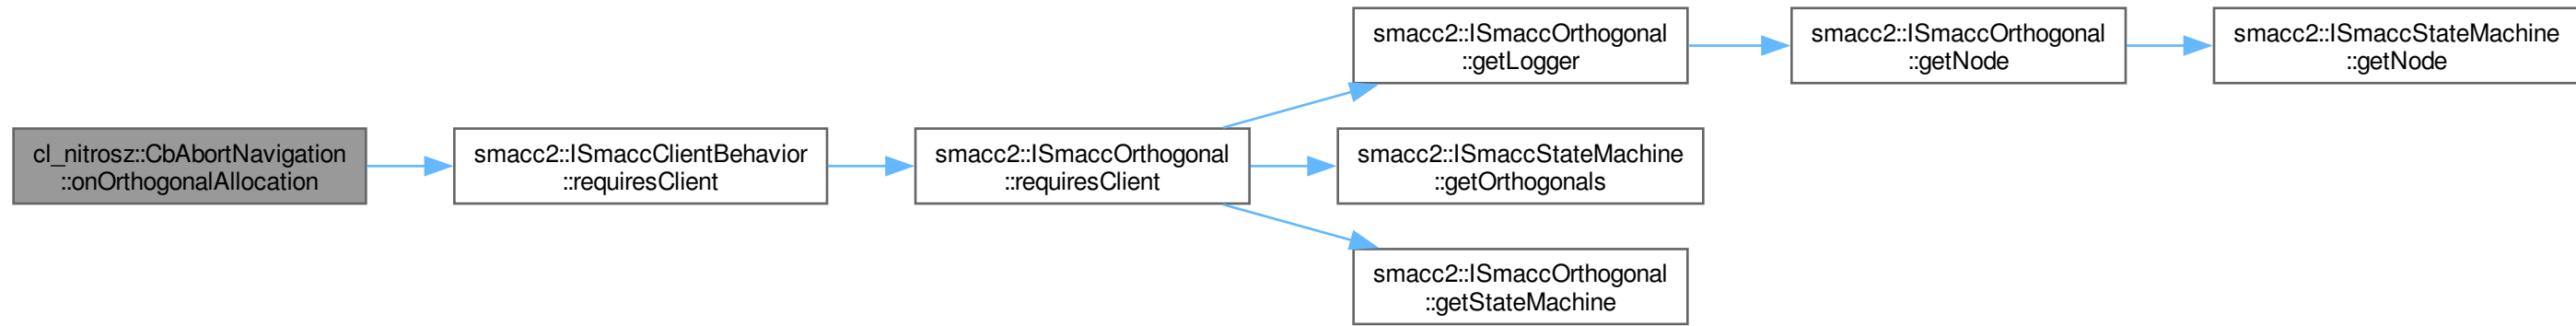 cl_nitrosz::CbAbortNavigation
::onOrthogonalAllocation
smacc2::ISmaccClientBehavior
::requiresClient
smacc2::ISmaccOrthogonal
::requiresClient
smacc2::ISmaccOrthogonal
::getLogger
smacc2::ISmaccOrthogonal
::getNode
smacc2::ISmaccStateMachine
::getNode
smacc2::ISmaccStateMachine
::getOrthogonals
smacc2::ISmaccOrthogonal
::getStateMachine